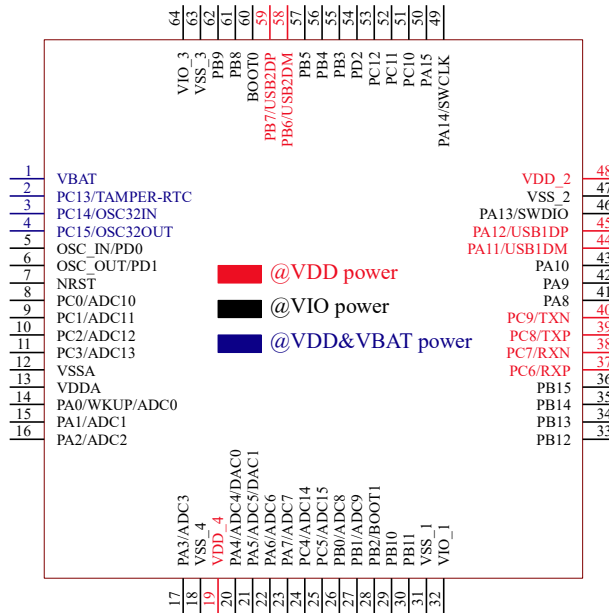 64 63 62 61 60 59 58 57 56 55 54 53 52 51 50 49
VIO_3
VSS_3
PB9
PB8
BOOT0
PB7/USB2DP
PB6/USB2DM
PB5
PB4
PB3
PD2
PC12
PC11
PC10
PA15
PA14/SWCLK
1 VBAT
2 PC13/TAMPER-RTC
3 PC14/OSC32IN
4 PC15/OSC32OUT
5 OSC_IN/PD0
6 OSC_OUT/PD1
7 NRST
8 PC0/ADC10
9 PC1/ADC11
10 PC2/ADC12
11 PC3/ADC13
12 VSSA
13 VDDA
14 PA0/WKUP/ADC0
15 PA1/ADC1
16 PA2/ADC2
@VDD power
@VIO power
@VDD&VBAT power
VDD_2 48
VSS_2 47
PA13/SWDIO 46
PA12/USB1DP 45
PA11/USB1DM 44
PA10 43
PA9 42
PA8 41
PC9/TXN 40
PC8/TXP 39
PC7/RXN 38
PC6/RXP 37
PB15 36
PB14 35
PB13 34
PB12 33
PA3/ADC3
VSS_4
VDD_4
PA4/ADC4/DAC0
PA5/ADC5/DAC1
PA6/ADC6
PA7/ADC7
PC4/ADC14
PC5/ADC15
PB0/ADC8
PB1/ADC9
PB2/BOOT1
PB10
PB11
VSS_1
VIO_1
17 18 19 20 21 22 23 24 25 26 27 28 29 30 31 32